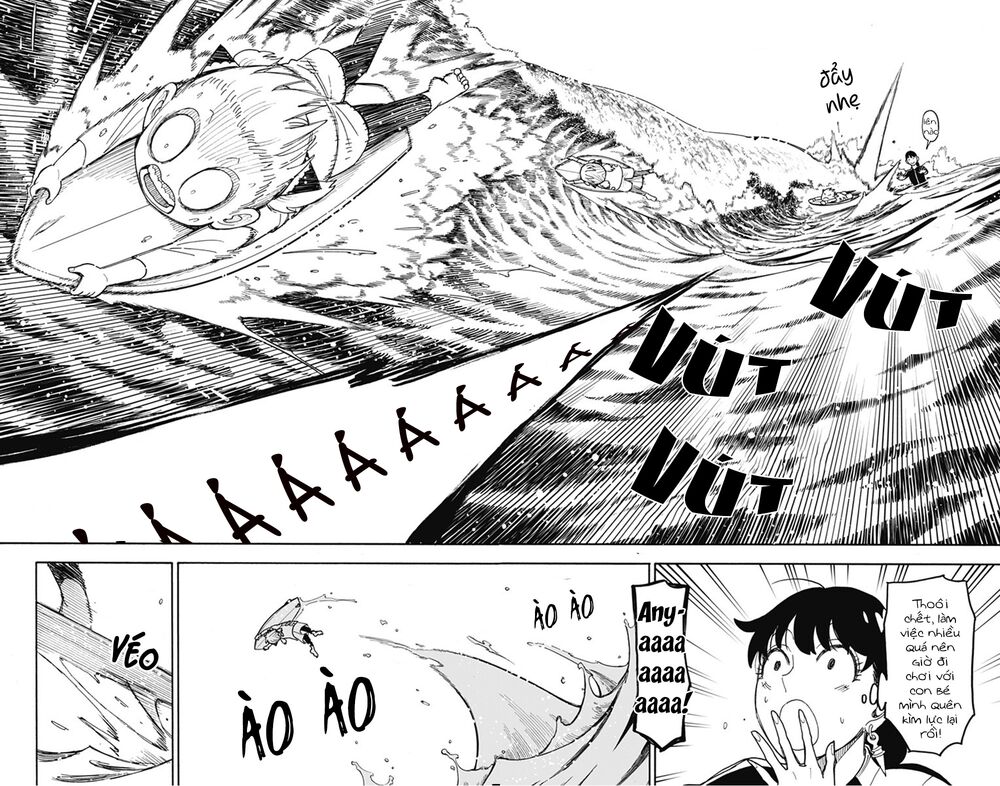 lên
nào
đẩy
nhẹ
VÚT
VÚT
VÚT
Á Á Á Á Á Á Á Á Á
Thôi
chết, làm
việc nhiều
quá nên
giờ đi
chơi với
con bé
mình quên
kìm lực lại
rồi!
Any-
aaaa
aaaa
aaaa!
ÀO ÀO
ÀO ÀO
VÉO